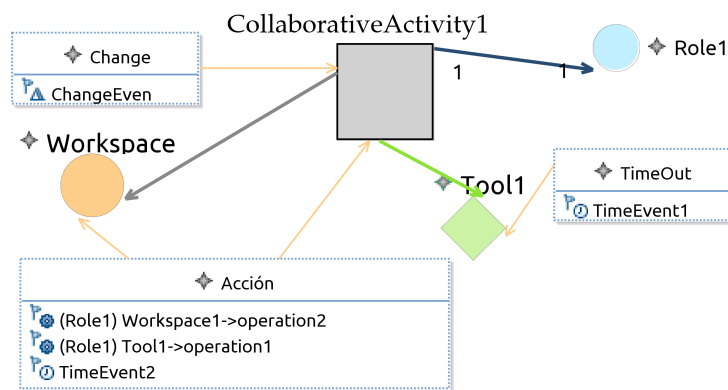 CollaborativeActivity1
Change
ChangeEven
1
1
Role1
Workspace
Tool1
TimeOut
TimeEvent1
Acción
(Role1) Workspace1->operation2
(Role1) Tool1->operation1
TimeEvent2